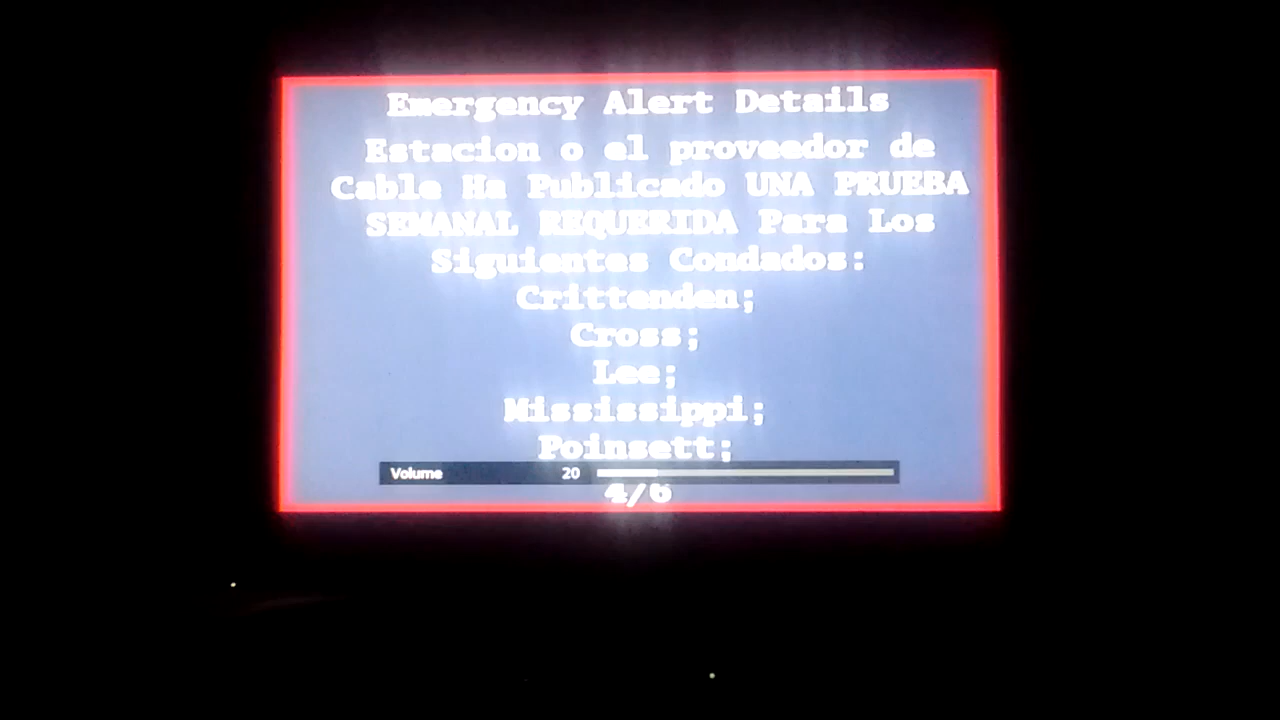 Emergency Alert Details
Estacion o el proveedor de
Cable Ha Publicado UNA PRUEBA
SEMANAL REQUERIDA Para Los
Siguientes Condados:
Crittenden;
Cross;
Lee;
Mississippi;
Poinsett;
Volume 20
4/6